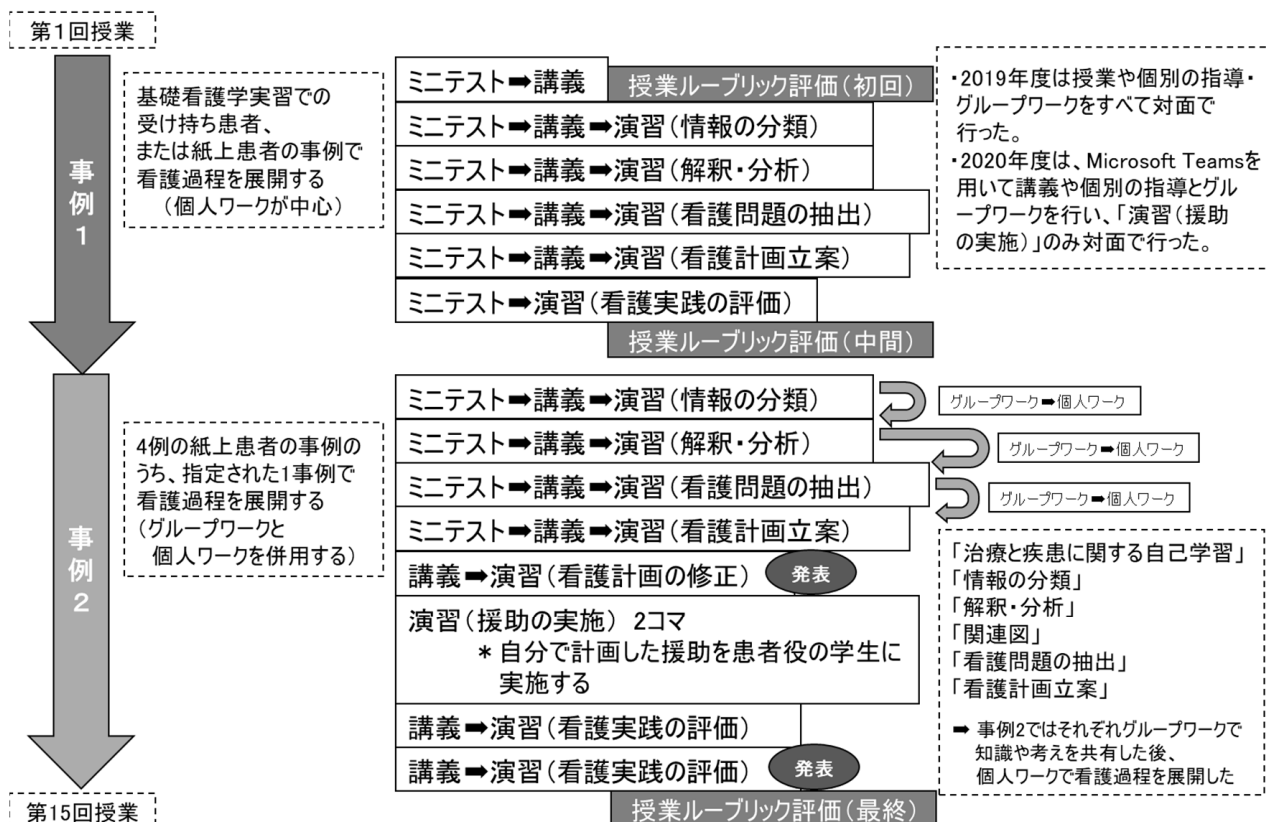 第1回授業
事例1
基礎看護学実習での
受け持ち患者、
または紙上患者の事例で
看護過程を展開する
(個人ワークが中心)
ミニテスト➡講義
授業ルーブリック評価(初回)
ミニテスト➡講義➡演習(情報の分類)
ミニテスト➡講義➡演習(解釈・分析)
ミニテスト➡講義➡演習(看護問題の抽出)
ミニテスト➡講義➡演習(看護計画立案)
ミニテスト➡演習(看護実践の評価)
授業ルーブリック評価(中間)
・2019年度は授業や個別の指導・
グループワークをすべて対面で
行った。
・2020年度は、Microsoft Teamsを
用いて講義や個別の指導とグル
ープワークを行い、「演習(援助
の実施)」のみ対面で行った。
事例2
4例の紙上患者の事例の
うち、指定された1事例で
看護過程を展開する
(グループワークと
個人ワークを併用する)
ミニテスト➡講義➡演習(情報の分類)
グループワーク➡個人ワーク
ミニテスト➡講義➡演習(解釈・分析)
グループワーク➡個人ワーク
ミニテスト➡講義➡演習(看護問題の抽出)
グループワーク➡個人ワーク
ミニテスト➡講義➡演習(看護計画立案)
講義➡演習(看護計画の修正)
発表
演習(援助の実施) 2コマ
*自分で計画した援助を患者役の学生に
実施する
講義➡演習(看護実践の評価)
講義➡演習(看護実践の評価)
発表
授業ルーブリック評価(最終)
「治療と疾患に関する自己学習」
「情報の分類」
「解釈・分析」
「関連図」
「看護問題の抽出」
「看護計画立案」
➡ 事例2ではそれぞれグループワークで
知識や考えを共有した後、
個人ワークで看護過程を展開した
第15回授業